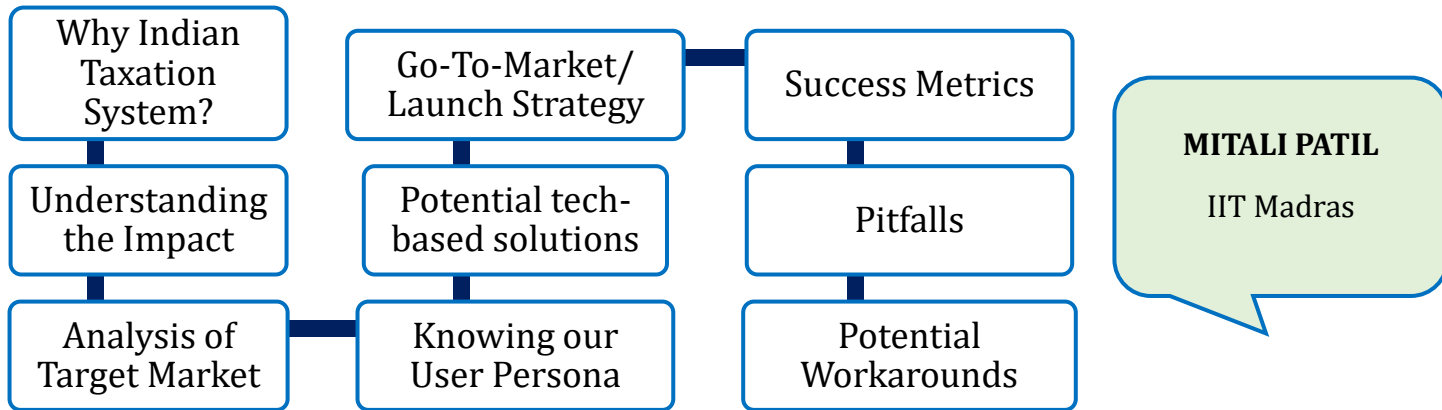 Why Indian
Taxation
System?
Understanding
the Impact
Analysis of
Target Market
Knowing our
User Persona
Potential tech-
based solutions
Go-To-Market/
Launch Strategy
Success Metrics
Pitfalls
Potential
Workarounds
MITALI PATIL
IIT Madras